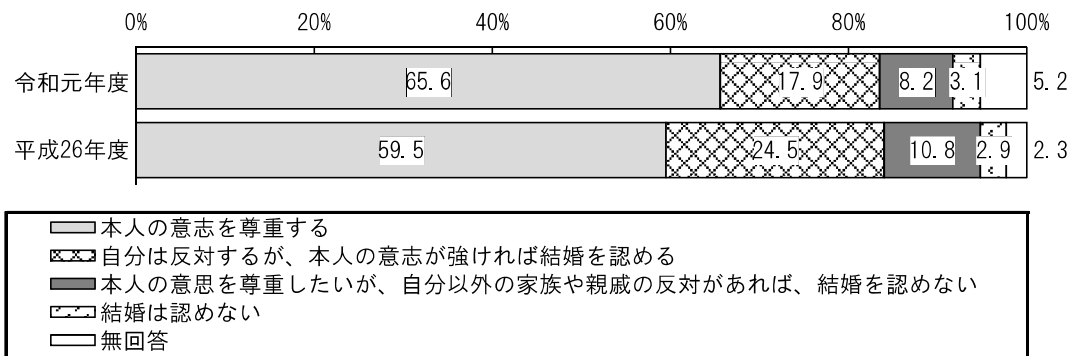 0% 20% 40% 60% 80% 100%
令和元年度 65.6 17.9 8.2 3.1 5.2
平成26年度 59.5 24.5 10.8 2.9 2.3
本人の意志を尊重する
自分は反対するが、本人の意志が強ければ結婚を認める
本人の意思を尊重したいが、自分以外の家族や親戚の反対があれば、結婚を認めない
結婚は認めない
無回答